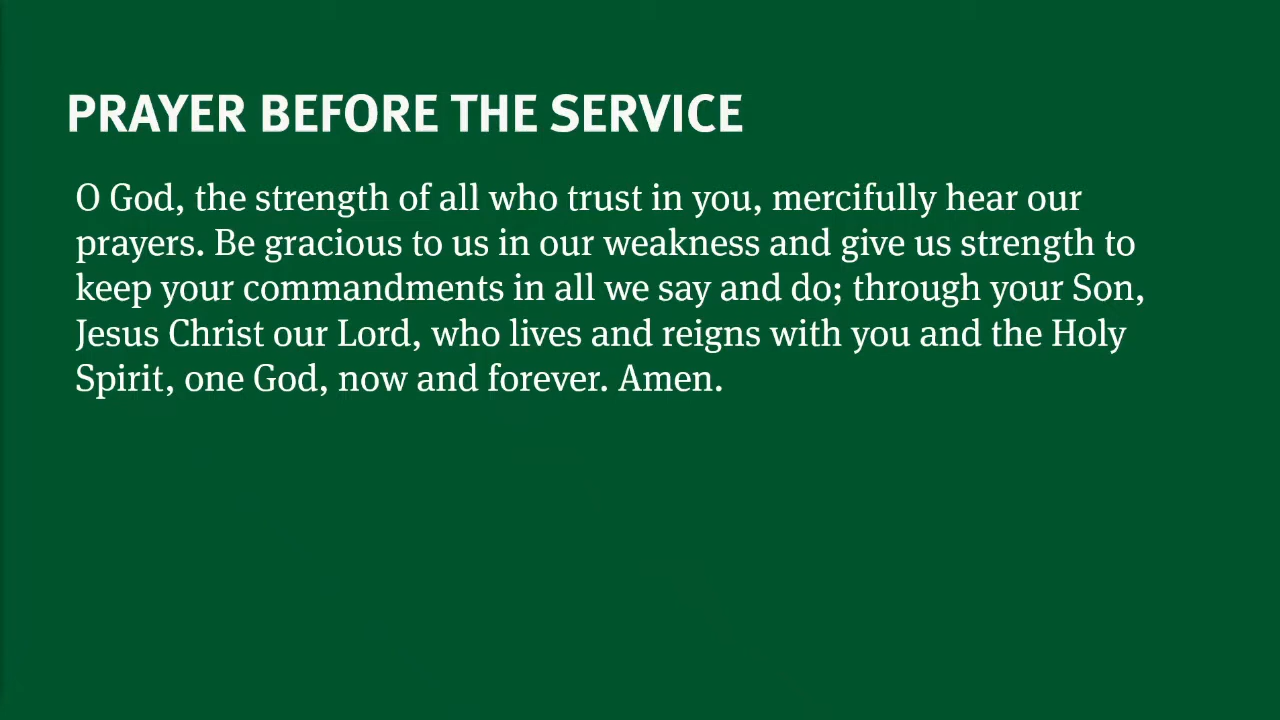 PRAYER BEFORE THE SERVICE
O God, the strength of all who trust in you, mercifully hear our
prayers. Be gracious to us in our weakness and give us strength to
keep your commandments in all we say and do; through your Son,
Jesus Christ our Lord, who lives and reigns with you and the Holy
Spirit, one God, now and forever. Amen.